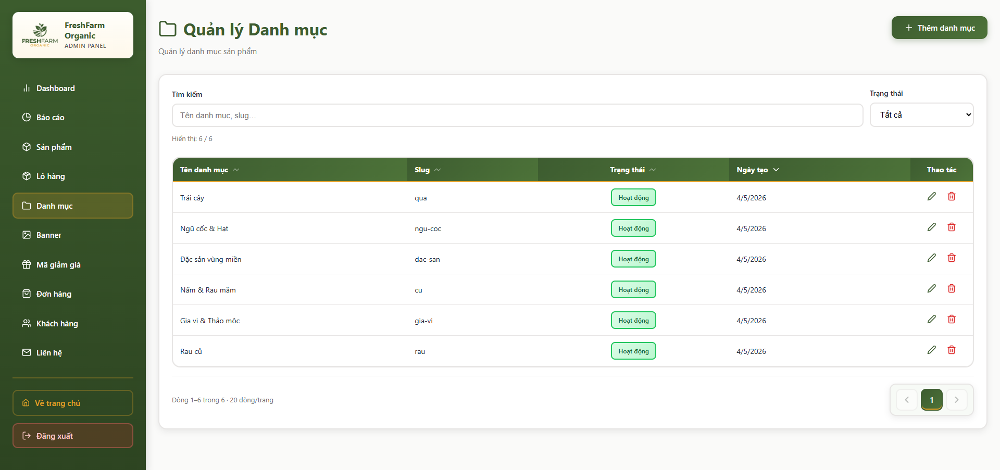 FRESHFARM
ORGANIC
FreshFarm
Organic
ADMIN PANEL
Dashboard
Báo cáo
Sản phẩm
Lô hàng
Danh mục
Banner
Mã giảm giá
Đơn hàng
Khách hàng
Liên hệ
Về trang chủ
Đăng xuất
Quản lý Danh mục
Quản lý danh mục sản phẩm
+ Thêm danh mục
Tìm kiếm
Trạng thái
Tên danh mục, slug...
Tất cả
Hiển thị: 6 / 6
Tên danh mục Slug Trạng thái Ngày tạo Thao tác
Trái cây qua Hoạt động 4/5/2026
Ngũ cốc & Hạt ngu-coc Hoạt động 4/5/2026
Đặc sản vùng miền dac-san Hoạt động 4/5/2026
Nấm & Rau mầm cu Hoạt động 4/5/2026
Gia vị & Thảo mộc gia-vi Hoạt động 4/5/2026
Rau củ rau Hoạt động 4/5/2026
Dòng 1–6 trong 6 · 20 dòng/trang
1